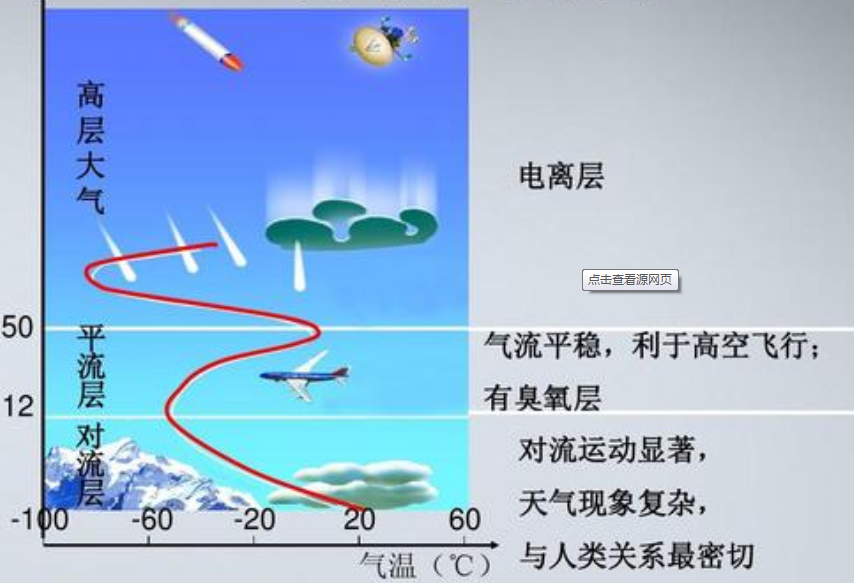 高层大气
电离层
点击查看源网页
50
平流层
气流平稳，利于高空飞行；
有臭氧层
12
对流层
对流运动显著，
天气现象复杂，
与人类关系最密切
-100 -60 -20 20 60
气温（℃）